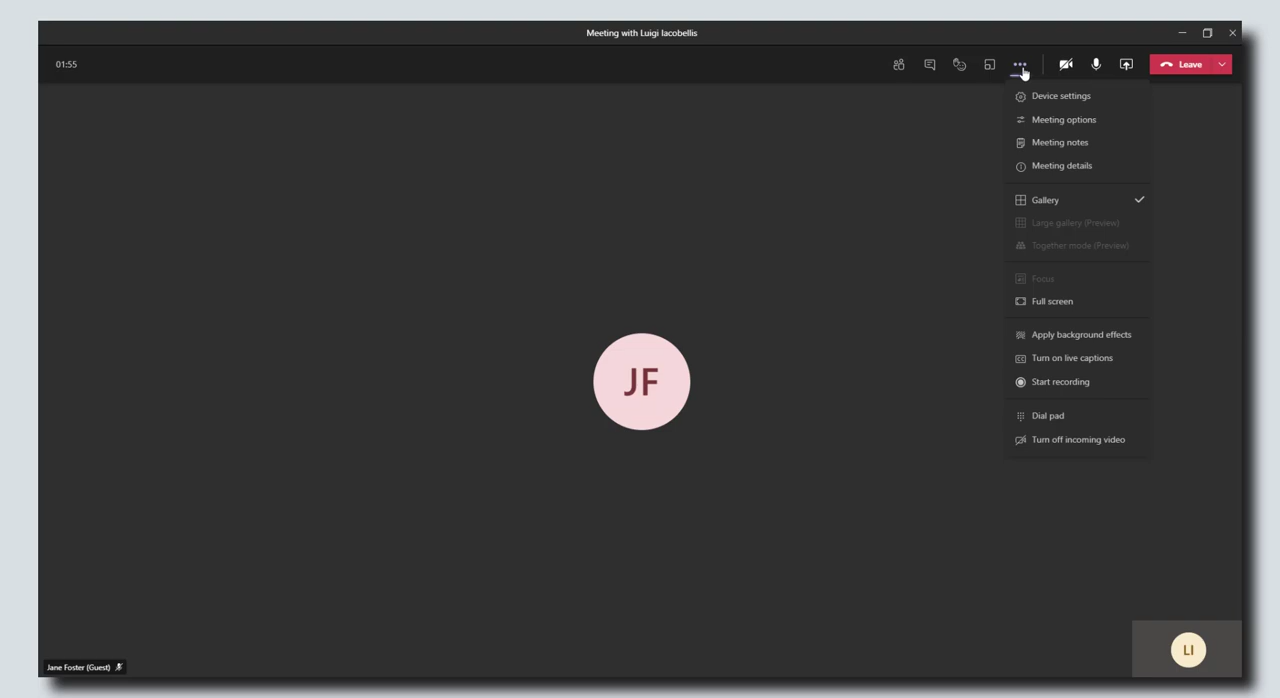 Meeting with Luigi Iacobellis
01:55
Leave
Device settings
Meeting options
Meeting notes
Meeting details
Gallery
Large gallery (Preview)
Together mode (Preview)
Focus
Full screen
Apply background effects
CC Turn on live captions
Start recording
Dial pad
Turn off incoming video
JF
LI
Jane Foster (Guest)